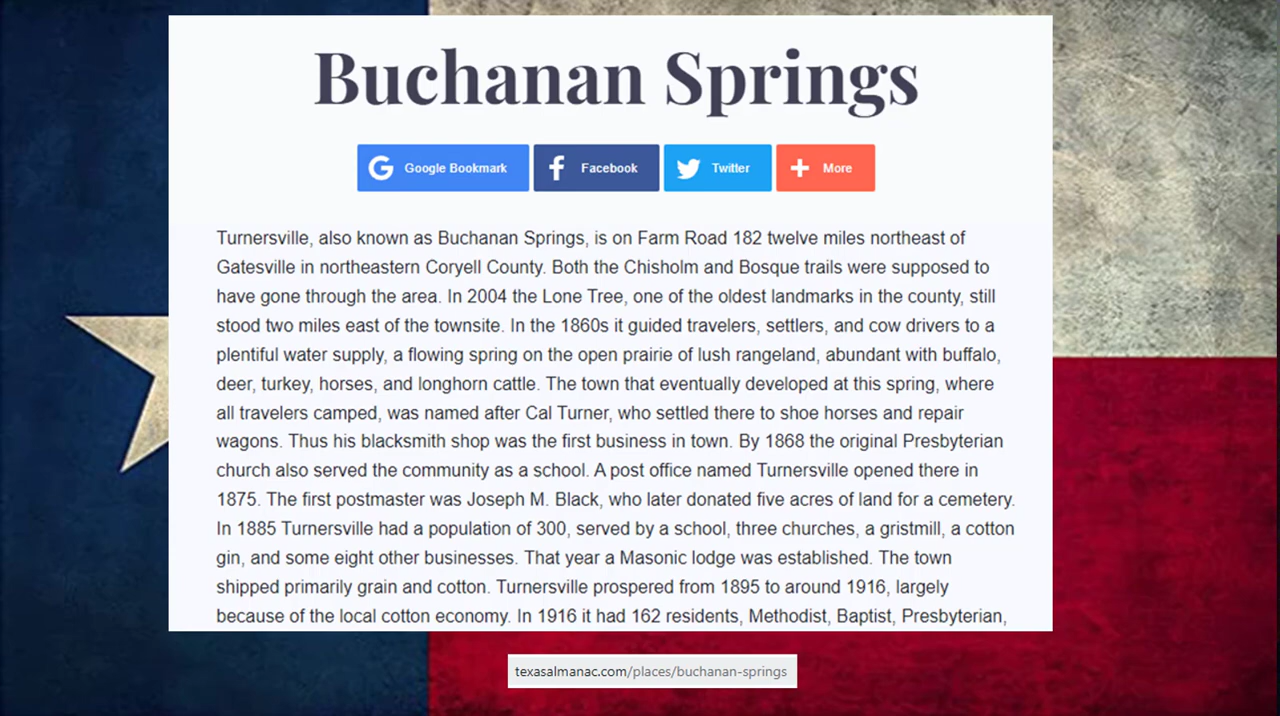 Buchanan Springs
Google Bookmark Facebook Twitter More
Turnersville, also known as Buchanan Springs, is on Farm Road 182 twelve miles northeast of
Gatesville in northeastern Coryell County. Both the Chisholm and Bosque trails were supposed to
have gone through the area. In 2004 the Lone Tree, one of the oldest landmarks in the county, still
stood two miles east of the townsite. In the 1860s it guided travelers, settlers, and cow drivers to a
plentiful water supply, a flowing spring on the open prairie of lush rangeland, abundant with buffalo,
deer, turkey, horses, and longhorn cattle. The town that eventually developed at this spring, where
all travelers camped, was named after Cal Turner, who settled there to shoe horses and repair
wagons. Thus his blacksmith shop was the first business in town. By 1868 the original Presbyterian
church also served the community as a school. A post office named Turnersville opened there in
1875. The first postmaster was Joseph M. Black, who later donated five acres of land for a cemetery.
In 1885 Turnersville had a population of 300, served by a school, three churches, a gristmill, a cotton
gin, and some eight other businesses. That year a Masonic lodge was established. The town
shipped primarily grain and cotton. Turnersville prospered from 1895 to around 1916, largely
because of the local cotton economy. In 1916 it had 162 residents, Methodist, Baptist, Presbyterian,
texasalmanac.com/places/buchanan-springs